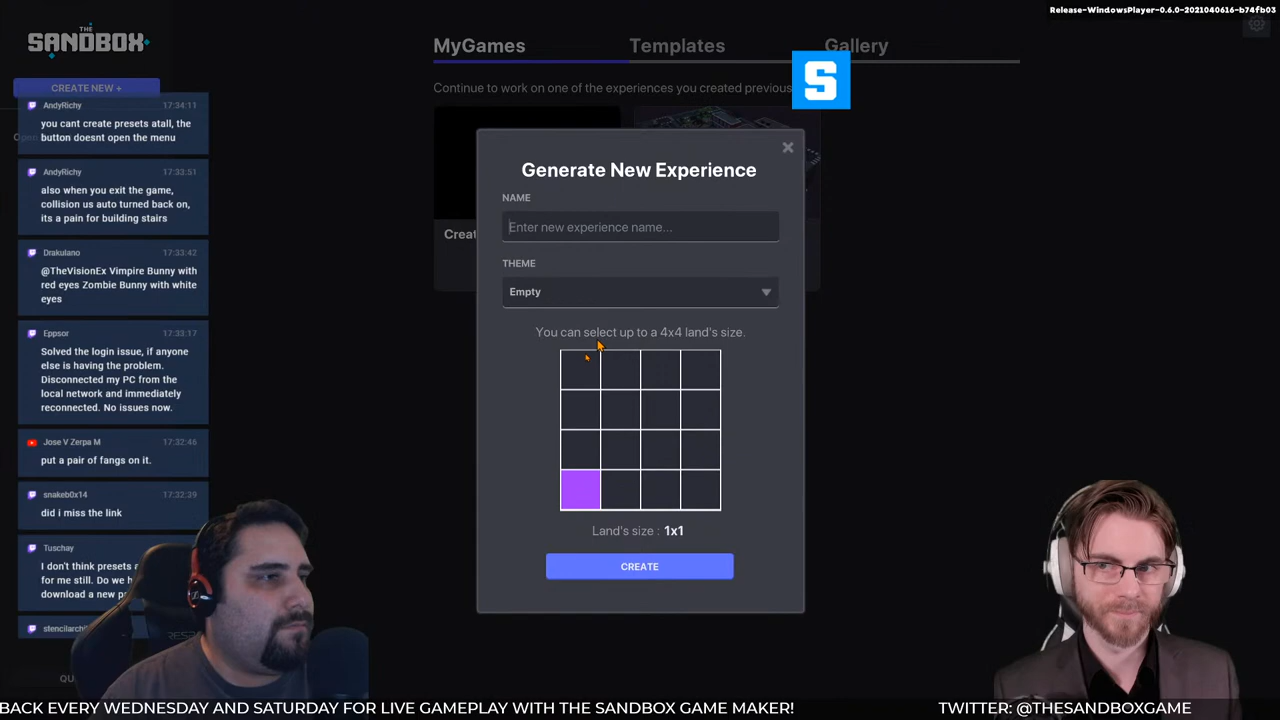 Release-WindowsPlayer-0.6.0-2021040616-b74fb03
THE
SANDBOX
CREATE NEW +
MyGames
Templates
Gallery
Continue to work on one of the experiences you created previous
S
AndyRichy 17:34:11
you cant create presets atall, the
button doesnt open the menu
AndyRichy 17:33:51
also when you exit the game,
collision us auto turned back on,
its a pain for building stairs
Drakulano 17:33:42
@TheVisionEx Vimpire Bunny with
red eyes Zombie Bunny with white
eyes
Eppsor 17:33:17
Solved the login issue, if anyone
else is having the problem.
Disconnected my PC from the
local network and immediately
reconnected. No issues now.
Jose V Zerpa M 17:32:46
put a pair of fangs on it.
snakeb0x14 17:32:39
did i miss the link
Tuschay
I don't think presets a
for me still. Do we h
download a new p
Creat
Generate New Experience
NAME
Enter new experience name...
THEME
Empty
You can select up to a 4x4 land's size.
Land's size : 1x1
CREATE
QU
BACK EVERY WEDNESDAY AND SATURDAY FOR LIVE GAMEPLAY WITH THE SANDBOX GAME MAKER!
TWITTER: @THESANDBOXGAME